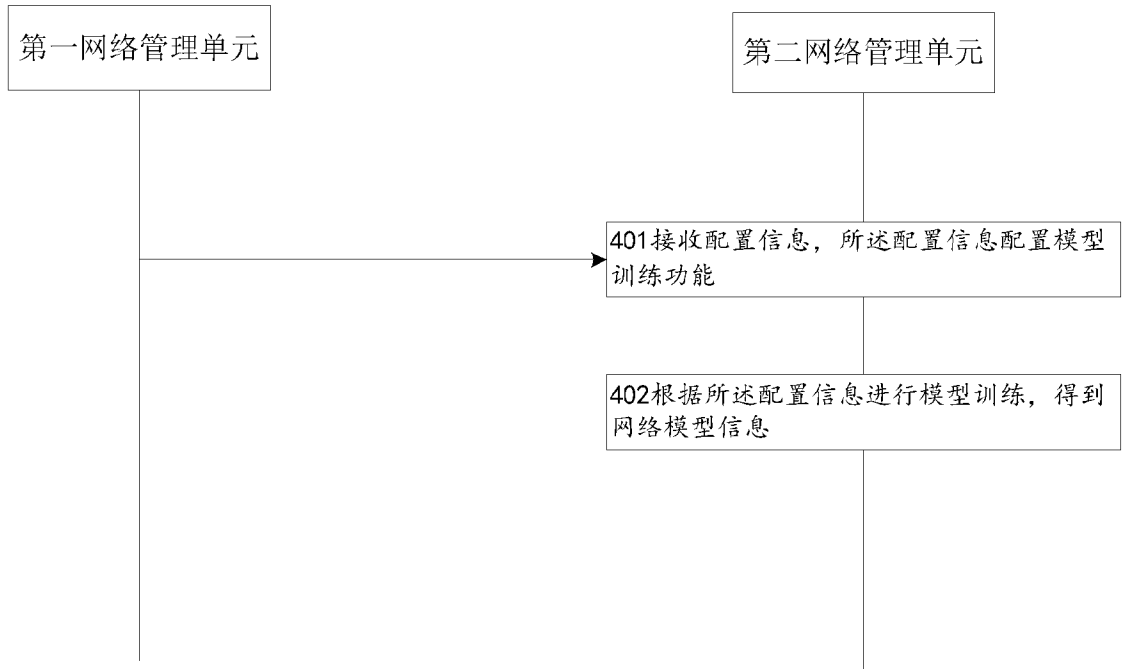 第一网络管理单元
第二网络管理单元
401接收配置信息，所述配置信息配置模型
训练功能
402根据所述配置信息进行模型训练，得到
网络模型信息